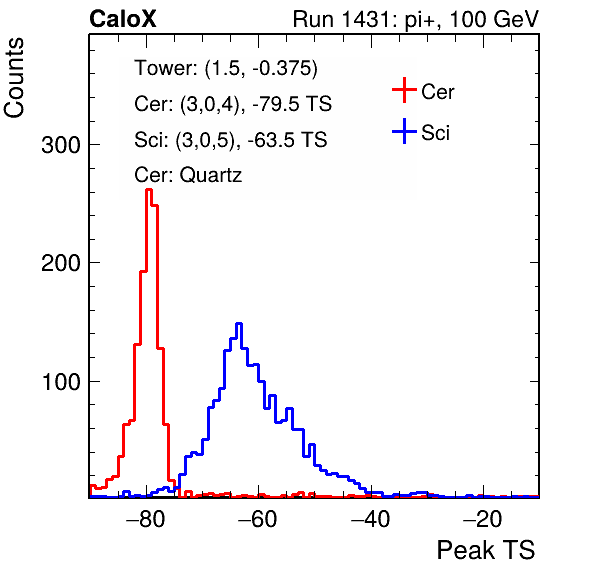 CaloX Run 1431: pi+, 100 GeV
Counts
Tower: (1.5, -0.375)
Cer: (3,0,4), -79.5 TS
Sci: (3,0,5), -63.5 TS
Cer: Quartz
Cer
Sci
300
200
100
−80 −60 −40 −20
Peak TS